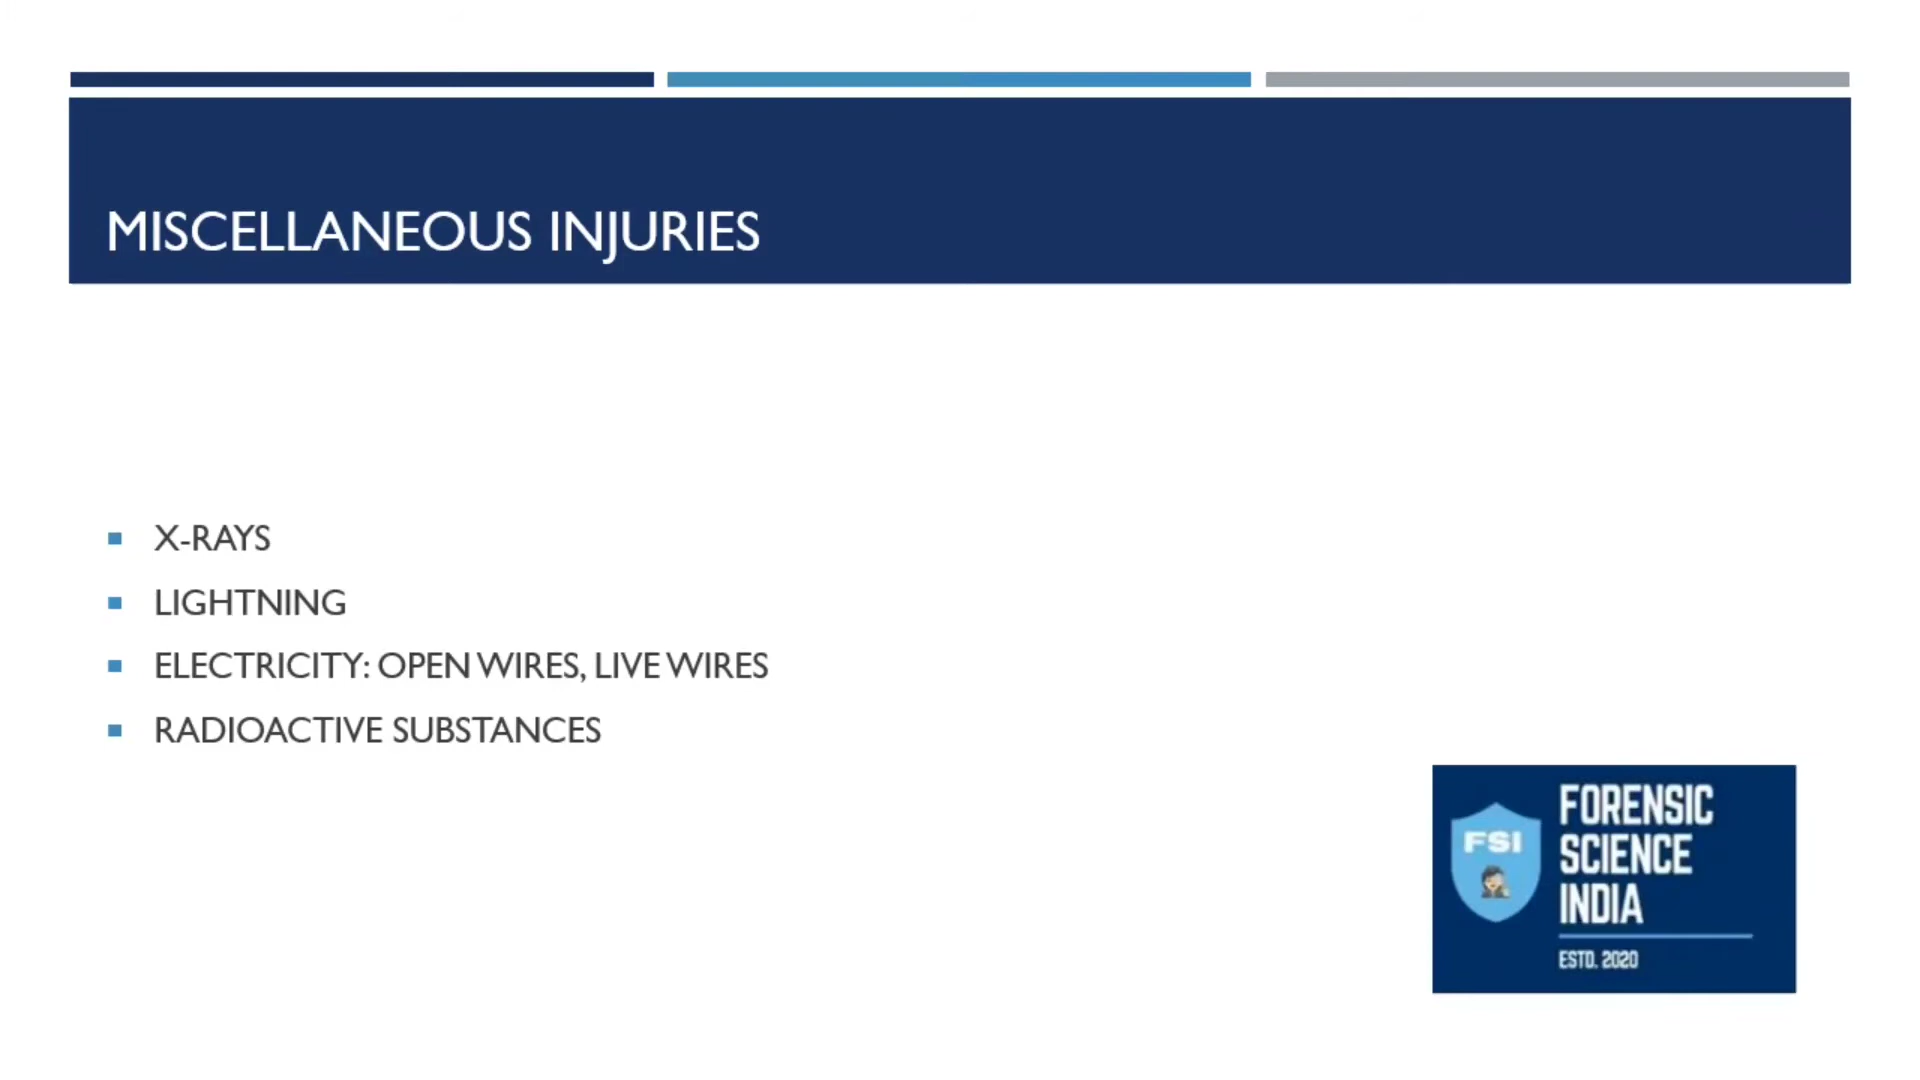 MISCELLANEOUS INJURIES
X-RAYS
LIGHTNING
ELECTRICITY: OPEN WIRES, LIVE WIRES
RADIOACTIVE SUBSTANCES
FSI
FORENSIC
SCIENCE
INDIA
ESTD. 2020